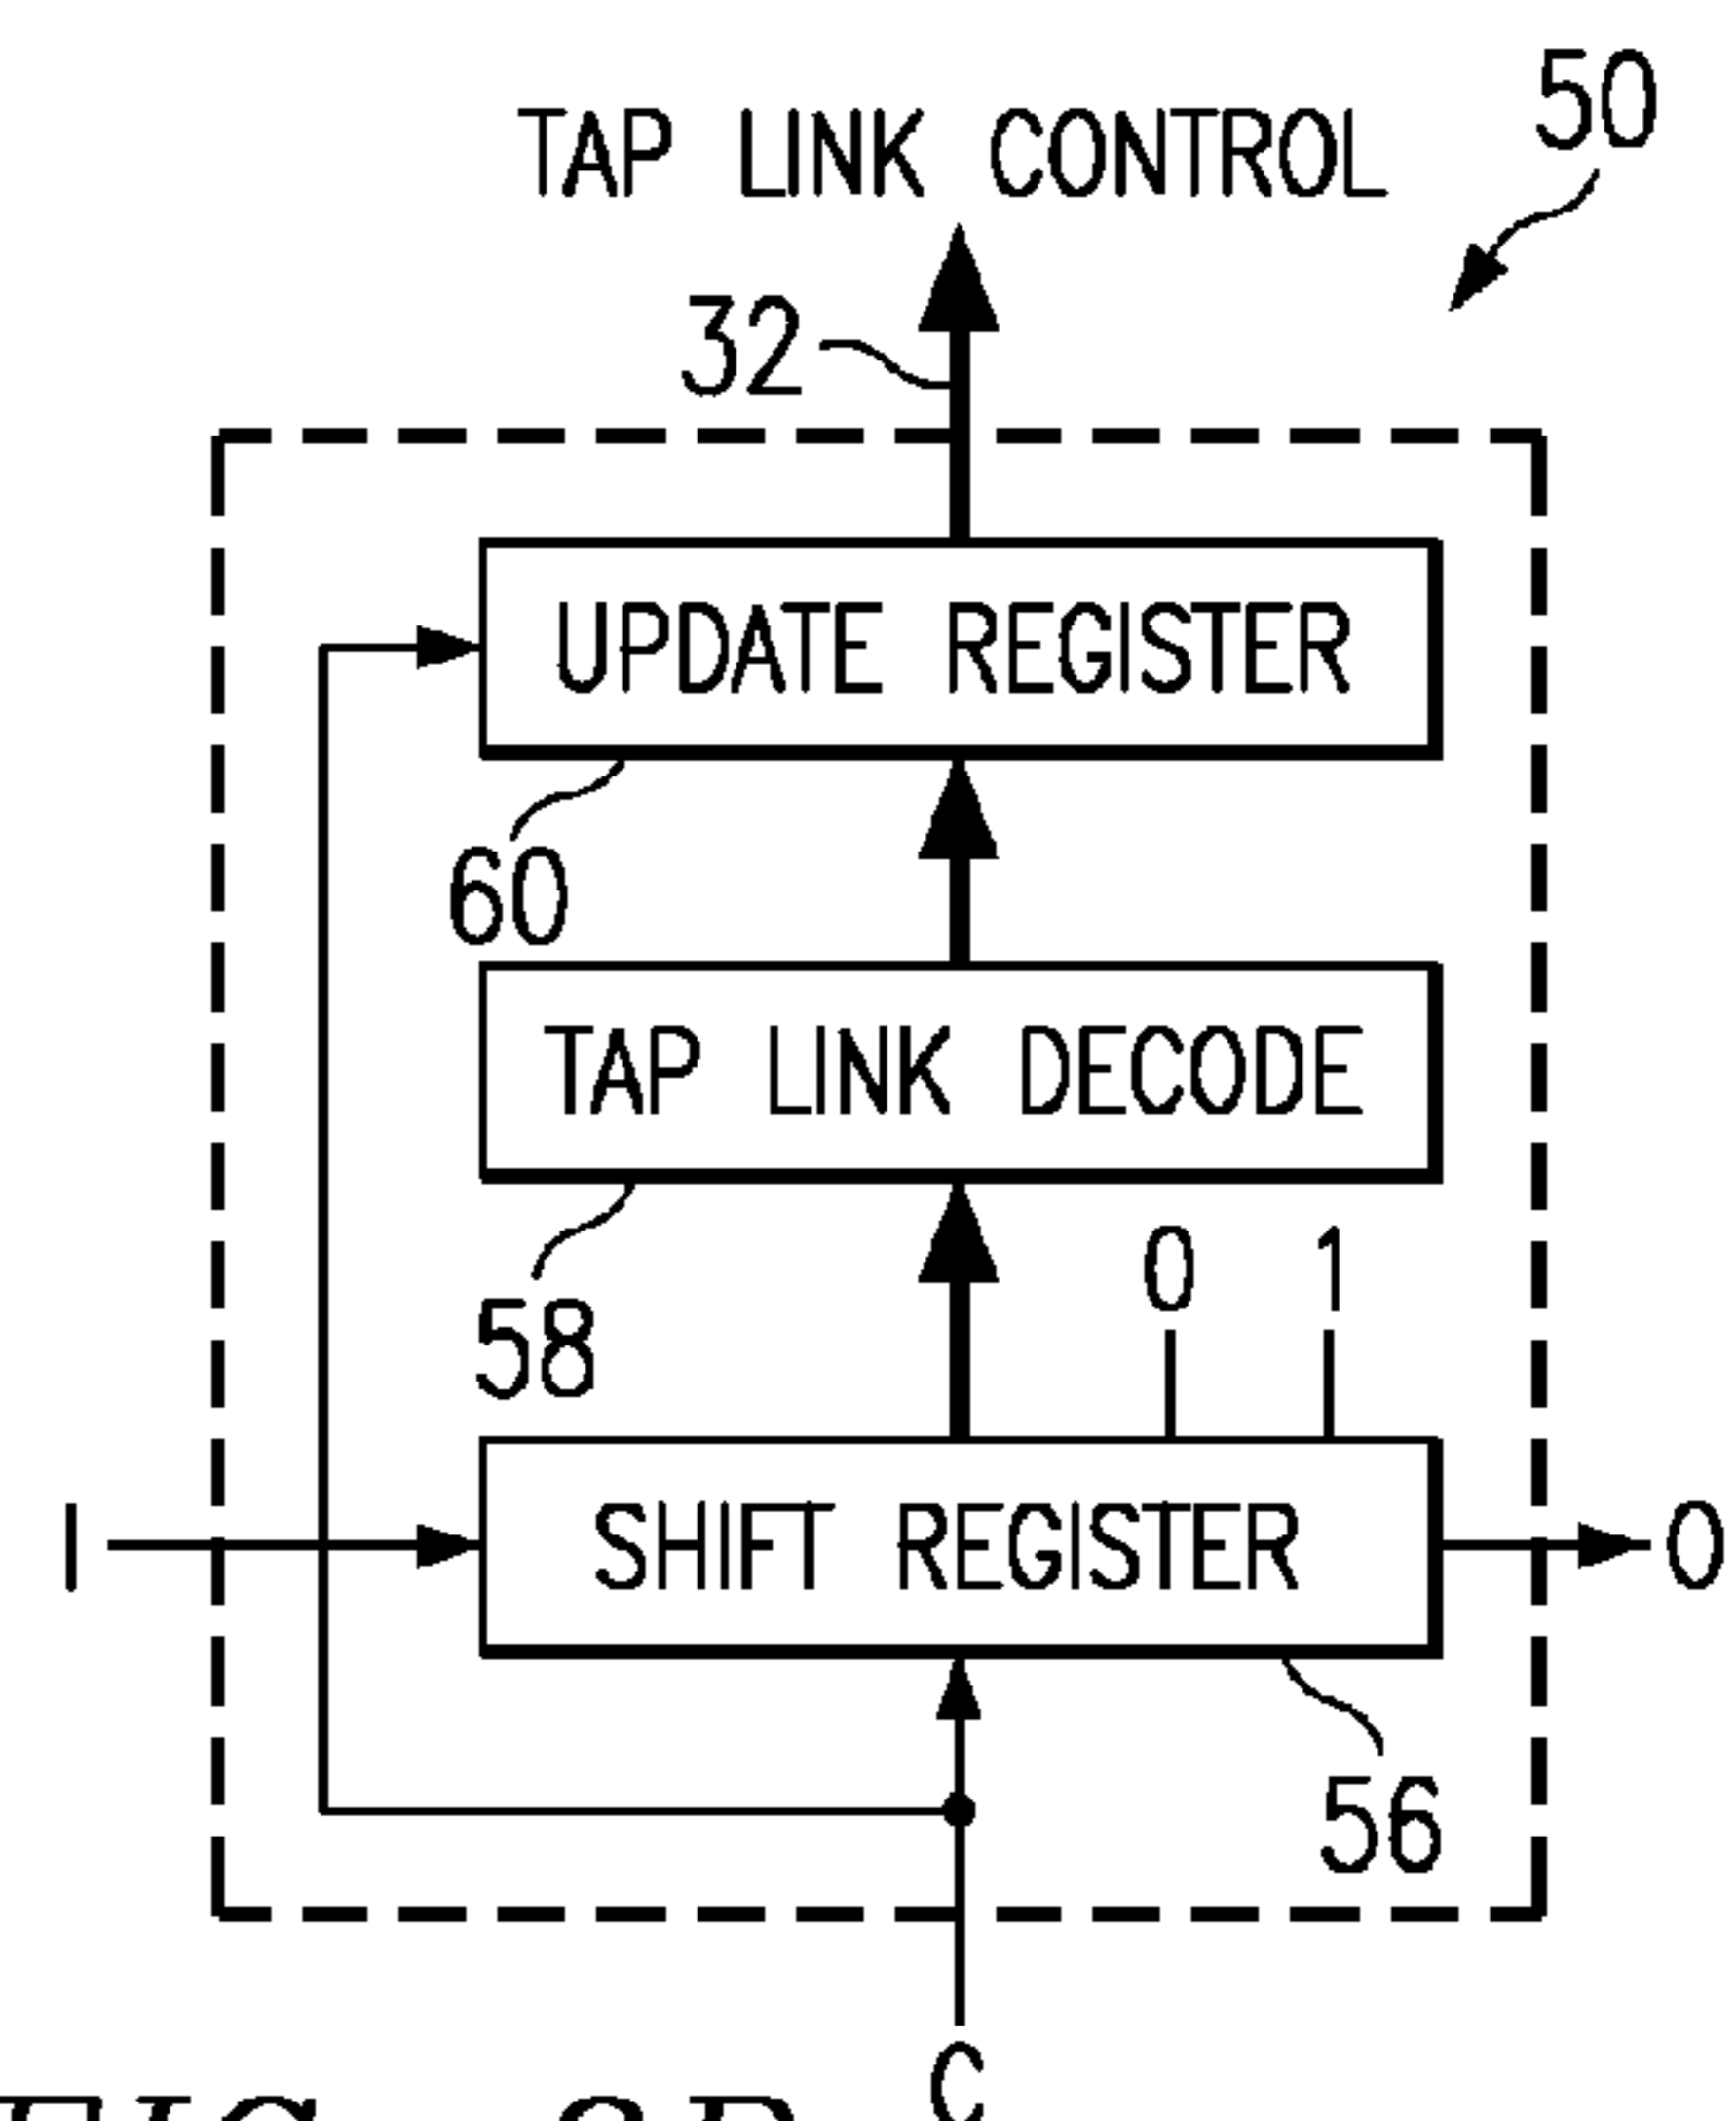 50
TAP LINK CONTROL
32
UPDATE REGISTER
60
TAP LINK DECODE
58
0 1
I
SHIFT REGISTER
O
56
C